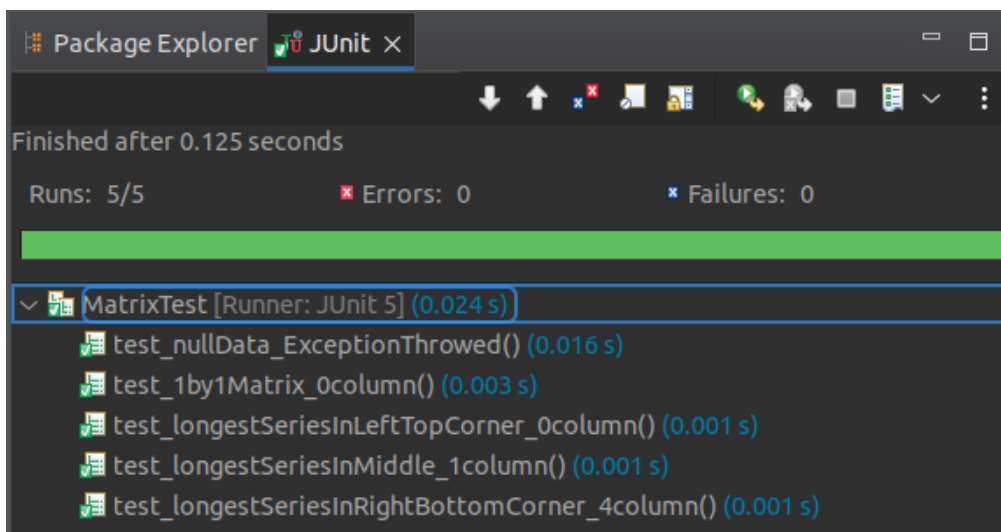 Package Explorer JUnit
Finished after 0.125 seconds
Runs: 5/5 Errors: 0 Failures: 0
MatrixTest [Runner: JUnit 5] (0.024 s)
test_nullData_ExceptionThrowed() (0.016 s)
test_1by1Matrix_0column() (0.003 s)
test_longestSeriesInLeftTopCorner_0column() (0.001 s)
test_longestSeriesInMiddle_1column() (0.001 s)
test_longestSeriesInRightBottomCorner_4column() (0.001 s)